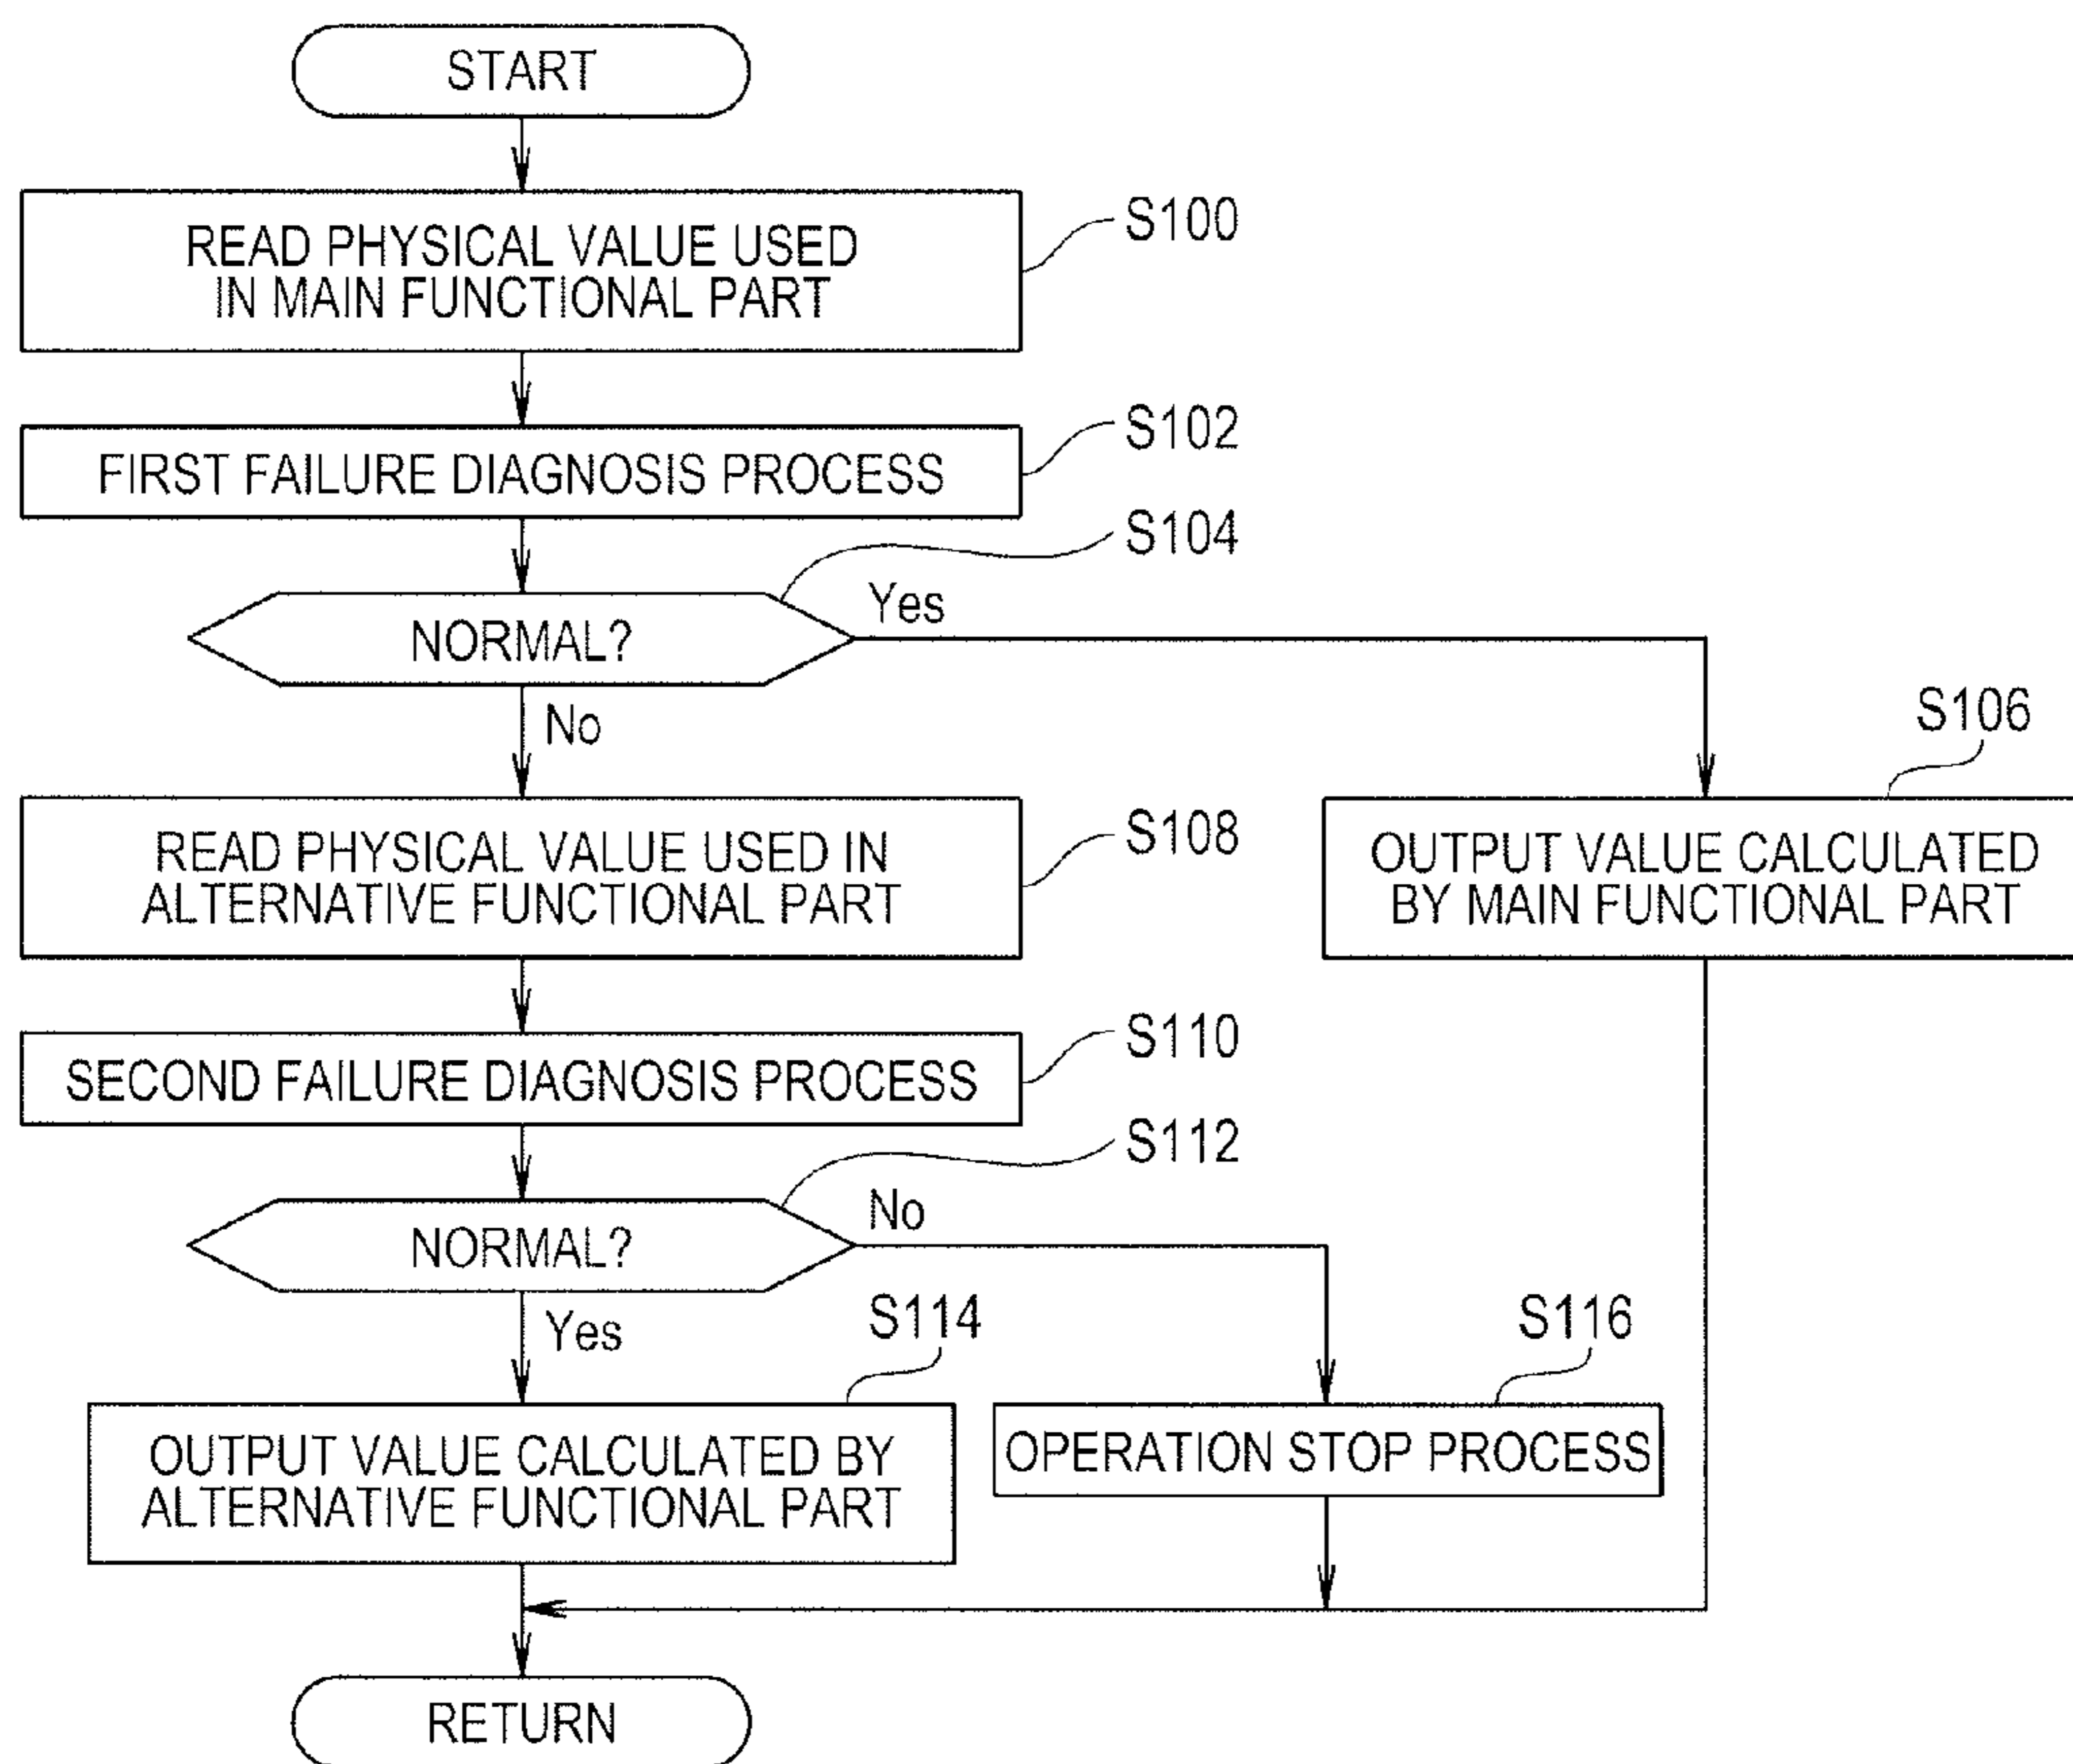 START
READ PHYSICAL VALUE USED
IN MAIN FUNCTIONAL PART
S100
FIRST FAILURE DIAGNOSIS PROCESS
S102
S104
NORMAL?
Yes
No
S106
OUTPUT VALUE CALCULATED
BY MAIN FUNCTIONAL PART
READ PHYSICAL VALUE USED IN
ALTERNATIVE FUNCTIONAL PART
S108
SECOND FAILURE DIAGNOSIS PROCESS
S110
S112
NORMAL?
No
Yes
S114
OUTPUT VALUE CALCULATED BY
ALTERNATIVE FUNCTIONAL PART
S116
OPERATION STOP PROCESS
RETURN